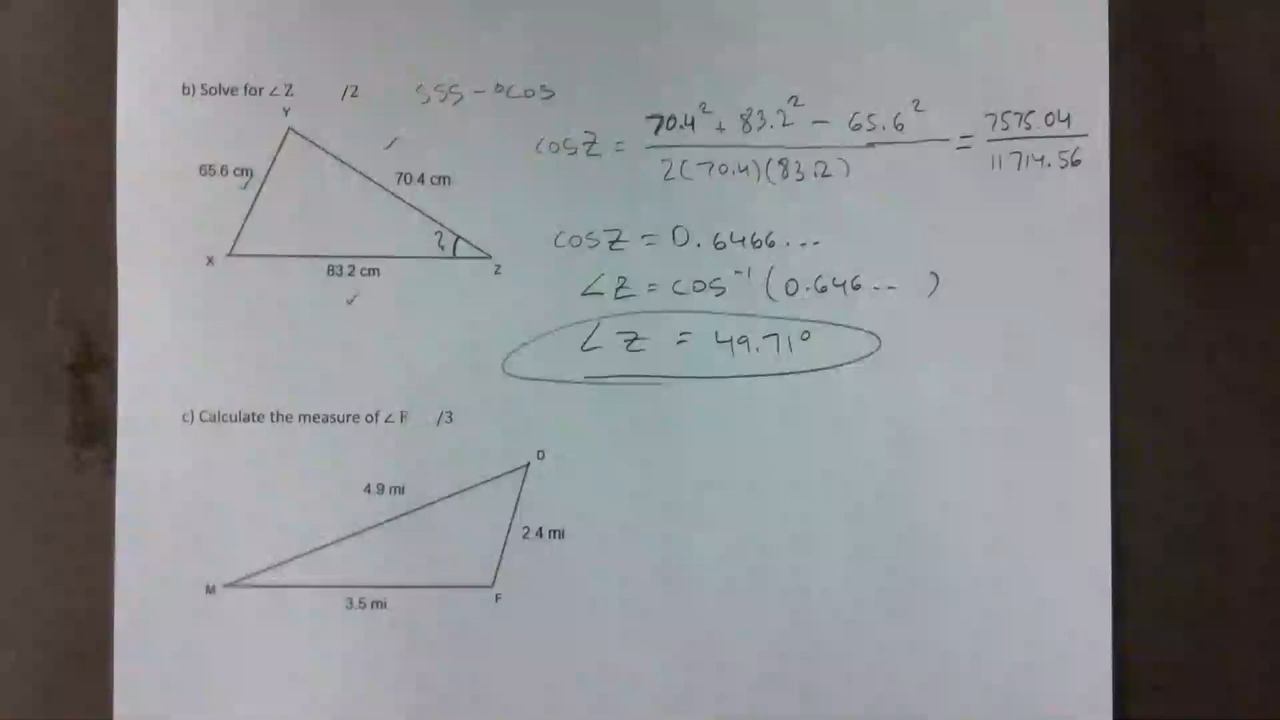 b) Solve for ∠Z /2 SSS - cos
Y
65.6 cm
70.4 cm
?
X
Z
83.2 cm
cosZ = 70.4² + 83.2² - 65.6² / 2(70.4)(83.2) = 7575.04 / 11714.56
cosZ = 0.6466...
∠Z = cos⁻¹(0.646... )
∠Z = 49.71°
c) Calculate the measure of ∠F /3
D
4.9 mi
2.4 mi
M
F
3.5 mi